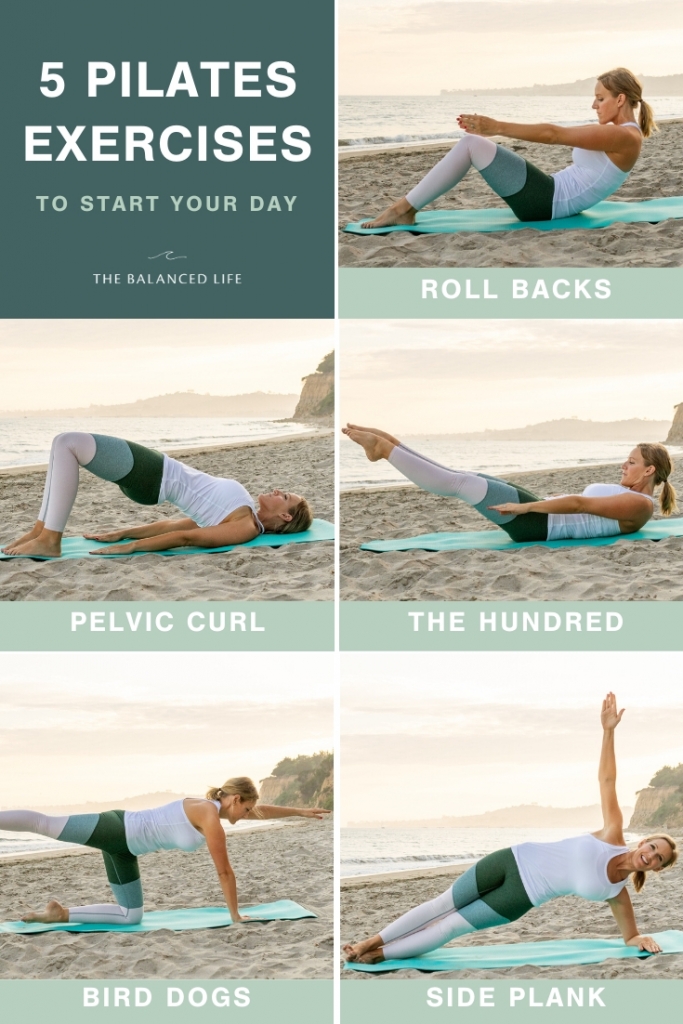 5 PILATES
EXERCISES
TO START YOUR DAY
THE BALANCED LIFE
ROLL BACKS
PELVIC CURL
THE HUNDRED
BIRD DOGS
SIDE PLANK